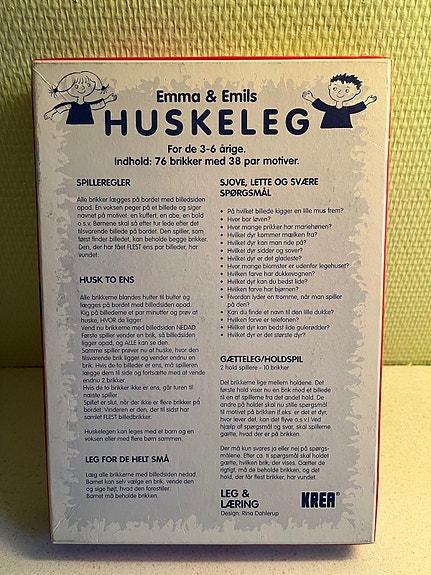 Emma & Emils
HUSKELEG
For de 3-6 årige.
Indhold: 76 brikker med 38 par motiver.
SPILLEREGLER
Alle brikker lægges på bordet med billedsiden
opad. En voksen peger på et billede og siger
navnet på motivet: en kuffert, en abe, en bold
o.s.v. Børnene skal så efter tur lede efter det
tilsvarende billede på bordet. Den spiller, som
først finder billedet, kan beholde begge brikker.
Den, der har fået FLEST ens par billeder, har
vundet.
HUSK TO ENS
Alle brikkerne blandes hulter til bulter og
lægges på bordet med billedsiden opad.
Kig på billederne et par minutter og prøv at
huske, HVOR de ligger.
Vend nu brikkerne med billedsiden NEDAD.
Første spiller vender en brik, så billedsiden
ligger opad, og ALLE kan se den.
Samme spiller prøver nu at huske, hvor den
tilsvarende brik ligger og vender endnu en
brik. Hvis de to billeder er ens, må spilleren
lægge dem til side og fortsætte med at vende
endnu 2 brikker.
Hvis de to brikker ikke er ens, går turen til
næste spiller.
Spillet er slut, når der ikke er flere brikker på
bordet. Vinderen er den, der til sidst har
samlet flest billedbrikker.
Huskelegen kan leges med et barn og en
voksen eller med flere børn sammen.
LEG FOR DE HELT SMÅ
Læg alle brikkerne med billedsiden nedad.
Barnet kan selv vælge en brik, vende den
og sige højt, hvad den forestiller.
Barnet må beholde brikken.
SJOVE, LETTE OG SVÆRE
SPØRGSMÅL
• På hvilket billede kigger en lille mus frem?
• Hvor bor løven?
• Hvor mange prikker har mariehønen?
• Hvilket dyr kommer mælken fra?
• Hvilket dyr kan man ride på?
• Hvilket dyr sidder og sover?
• Hvilket dyr er det gladeste?
• Hvor mange blomster er udenfor legehuset?
• Hvilken farve har dukkevognen?
• Hvilket dyr kan du bedst lide?
• Hvilken farve har bjørnen?
• Hvordan lyder en tromme, når man spiller
på den?
• Kan du finde et navn til den lille dukke?
• Hvilken farve er telefonen?
• Hvilket dyr kan bedst lide gulerødder?
• Hvilket dyr er det største dyr?
GÆTTELEG/HOLDSPIL
2 hold spillere - 10 brikker
Del brikkerne lige mellem holdene. Det
første hold viser nu en brik med et billede
til en af spillerne fra det andet hold. De
andre på holdet skal nu stille spørgsmål
til motivet på brikken (f.eks. er det et dyr,
hvor lever det, kan det flyve o.s.v.). Ved
hjælp af spørgsmål og svar, skal spillerne
gætte, hvad der er på brikken.
Der må kun svares ja eller nej på spørgs-
målene. Efter ca. ti spørgsmål skal holdet
gætte, hvilken brik, der vises. Gætter de
rigtigt, må de beholde brikken, og det
hold, der får flest brikker, har vundet.
LEG &
LÆRING
Design: Rina Dahlerup
KREA®